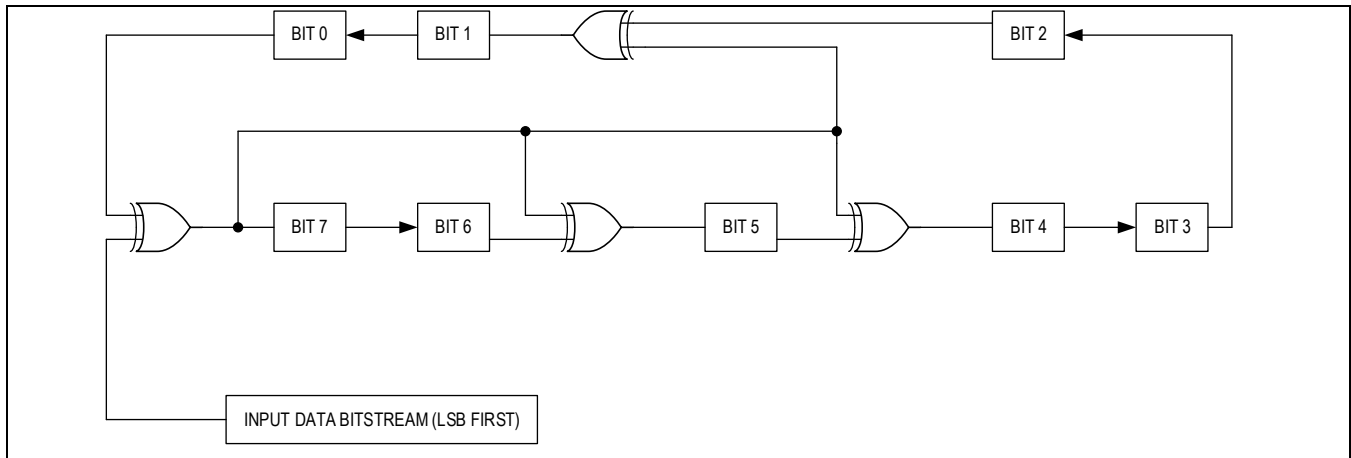 BIT 0
BIT 1
BIT 2
BIT 7
BIT 6
BIT 5
BIT 4
BIT 3
INPUT DATA BITSTREAM (LSB FIRST)